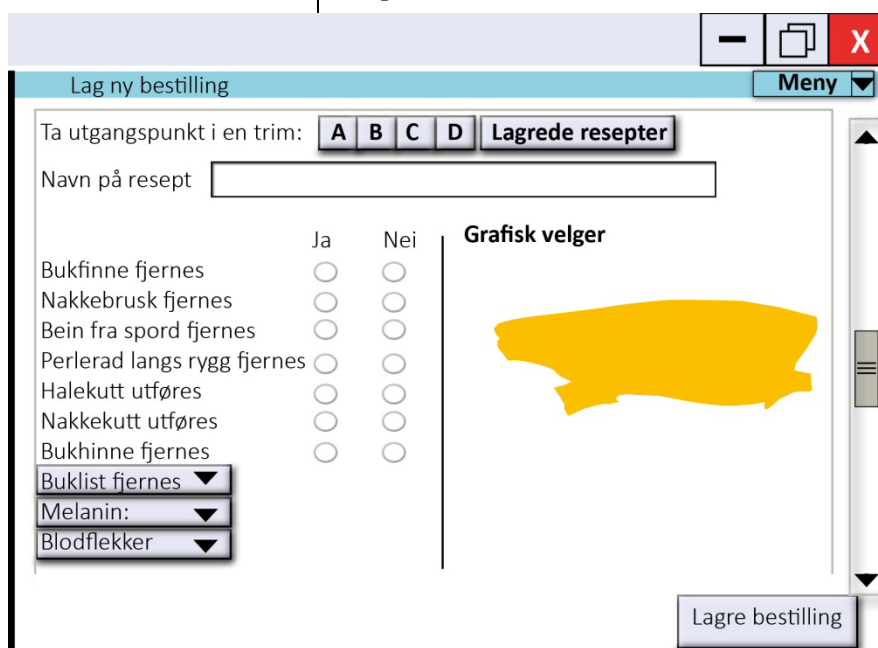 X
Lag ny bestilling Meny
Ta utgangspunkt i en trim: A B C D Lagrede resepter
Navn på resept
Ja Nei
Grafisk velger
Bukfinne fjernes
Nakkebrusk fjernes
Bein fra spord fjernes
Perlerad langs rygg fjernes
Halekutt utføres
Nakkekutt utføres
Bukhinne fjernes
Buklist fjernes
Melanin:
Blodflekker
Lagre bestilling